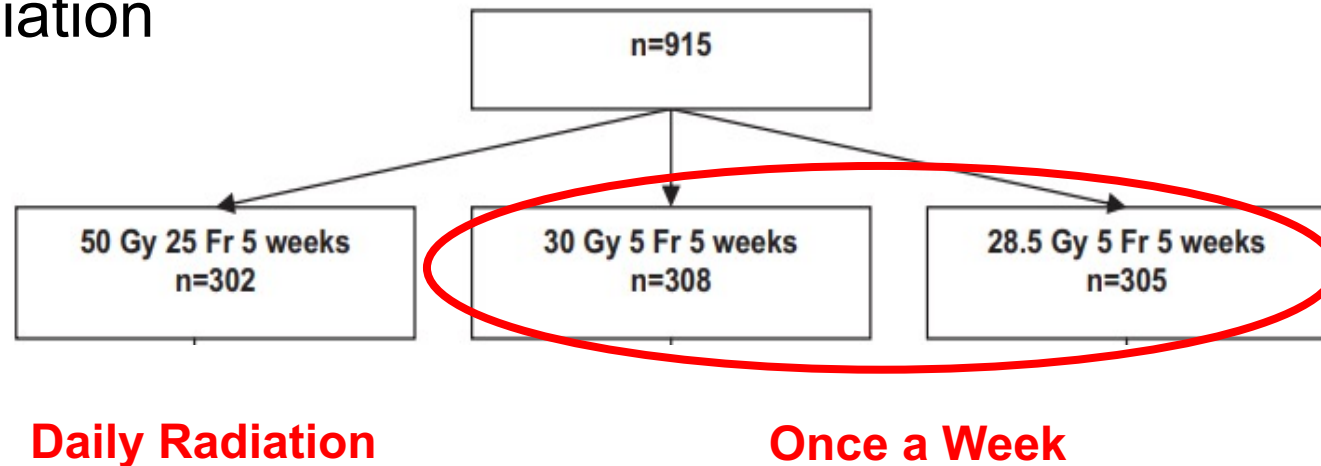 iation
n=915
50 Gy 25 Fr 5 weeks
n=302
30 Gy 5 Fr 5 weeks
n=308
28.5 Gy 5 Fr 5 weeks
n=305
Daily Radiation
Once a Week